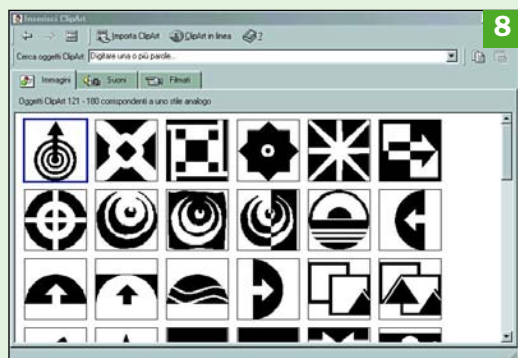 Inserisci ClipArt
8
Importa ClipArt ClipArt in linea ?
Cerca oggetti ClipArt: Digitare una o più parole...
Immagini Suoni Filmati
Oggetti ClipArt 121 - 180 corrispondenti a uno stile analogo